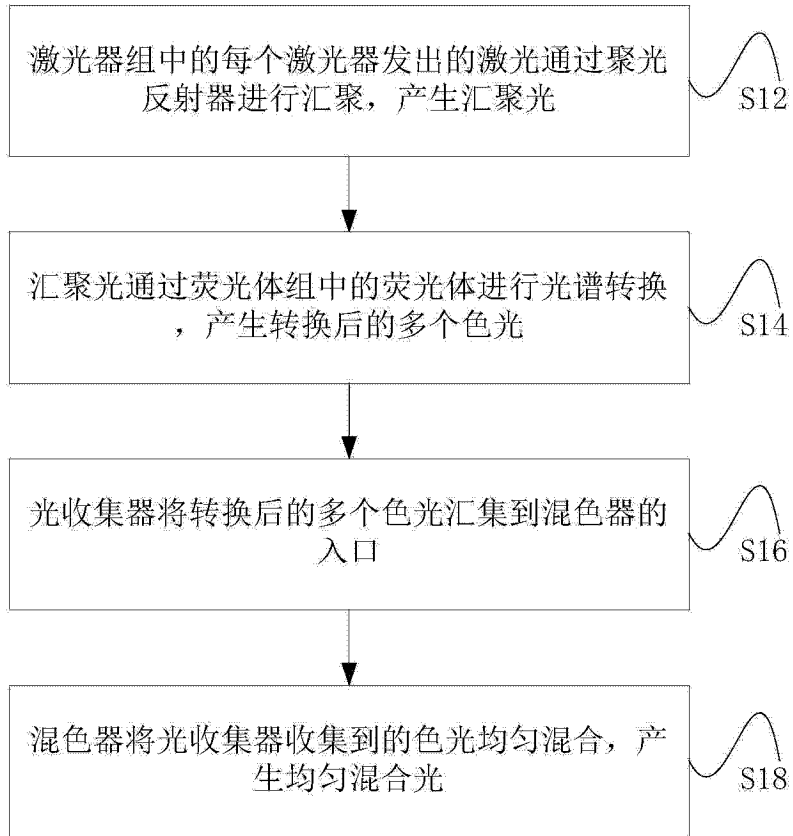 激光器组中的每个激光器发出的激光通过聚光
反射器进行汇聚，产生汇聚光
S12
汇聚光通过荧光体组中的荧光体进行光谱转换
，产生转换后的多个色光
S14
光收集器将转换后的多个色光汇集到混色器的
入口
S16
混色器将光收集器收集到的色光均匀混合，产
生均匀混合光
S18